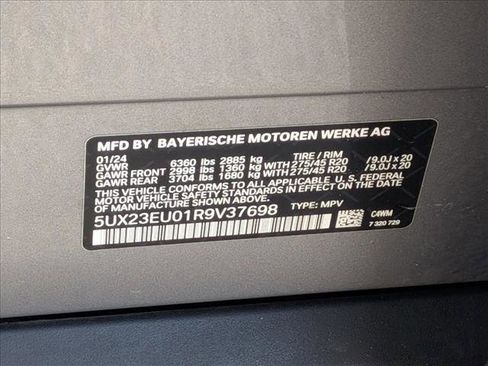 MFD BY BAYERISCHE MOTOREN WERKE AG
01/24 6360 lbs 2885 kg TIRE / RIM
GVWR
GAWR FRONT 2998 lbs 1360 kg WITH 275/45 R20 /9.0J x 20
GAWR REAR 3704 lbs 1680 kg WITH 275/45 R20 /9.0J x 20
THIS VEHICLE CONFORMS TO ALL APPLICABLE U. S. FEDERAL
MOTOR VEHICLE SAFETY STANDARDS IN EFFECT ON THE DATE OF
MANUFACTURE SHOWN ABOVE.
5UX23EU01R9V37698 TYPE: MPV
C4WM
7 320 729